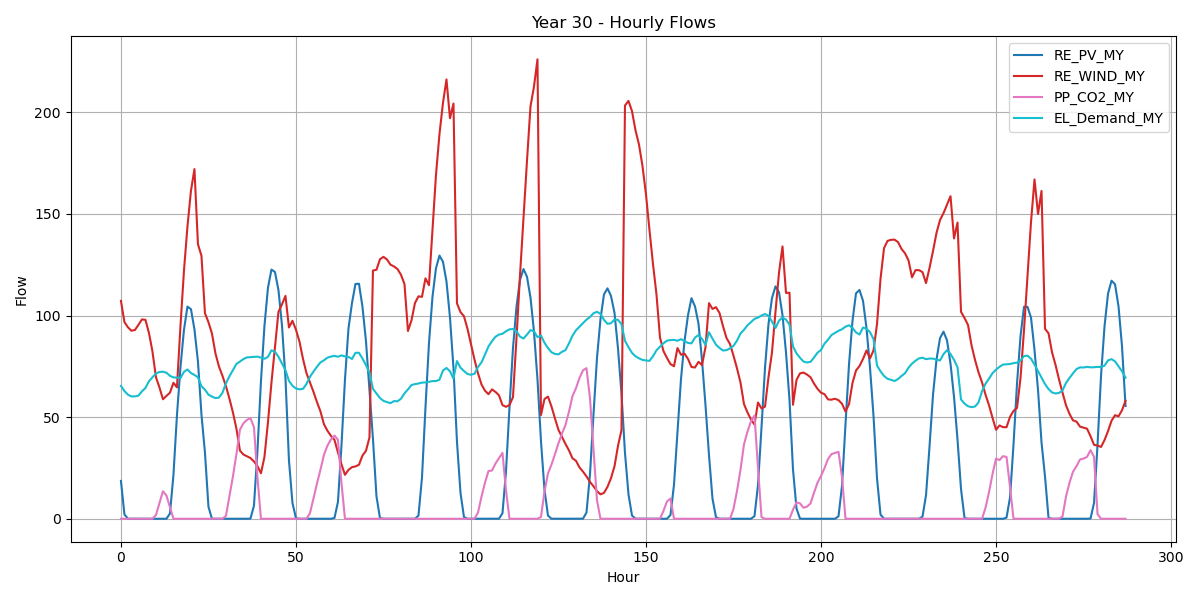 Year 30 - Hourly Flows
RE_PV_MY
RE_WIND_MY
PP_CO2_MY
EL_Demand_MY
Flow
200
150
100
50
0
0 50 100 150 200 250 300
Hour